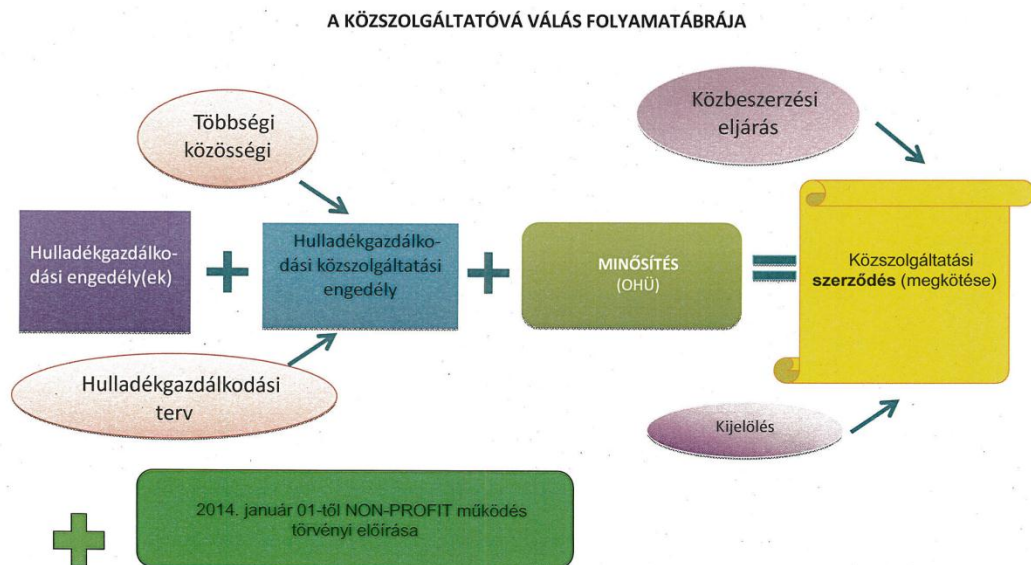 A KÖZSZOLGÁLTATÓVÁ VÁLÁS FOLYAMATÁBRÁJA
Többségi
közösségi
Közbeszerzési
eljárás
Hulladékgazdálko-
dási engedély(ek)
Hulladékgazdálko-
dási közszolgáltatási
engedély
MINŐSÍTÉS
(OHÜ)
Közszolgáltatási
szerződés (megkötése)
Hulladékgazdálkodási
terv
Kijelölés
2014. január 01-től NON-PROFIT működés
törvényi előírása